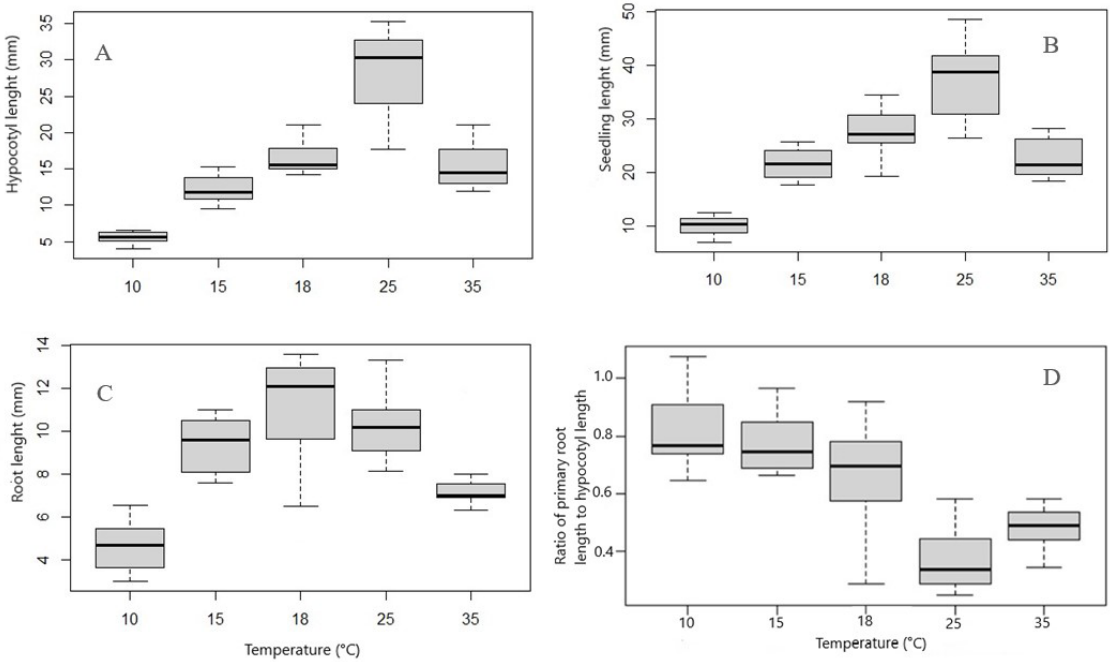 A
Hypocotyl lenght (mm)
35
30
25
20
15
10
5
10 15 18 25 35
B
Seedling lenght (mm)
50
40
30
20
10
10 15 18 25 35
C
Root lenght (mm)
14
12
10
8
6
4
10 15 18 25 35
Temperature (°C)
D
Ratio of primary root
length to hypocotyl length
1.0
0.8
0.6
0.4
10 15 18 25 35
Temperature (°C)